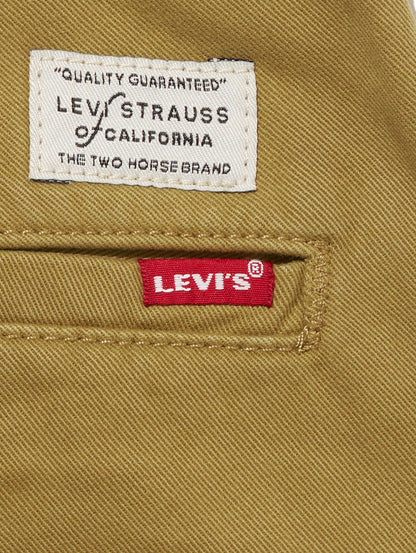 "QUALITY GUARANTEED"
LEVI STRAUSS
of CALIFORNIA
THE TWO HORSE BRAND
LEVI'S®